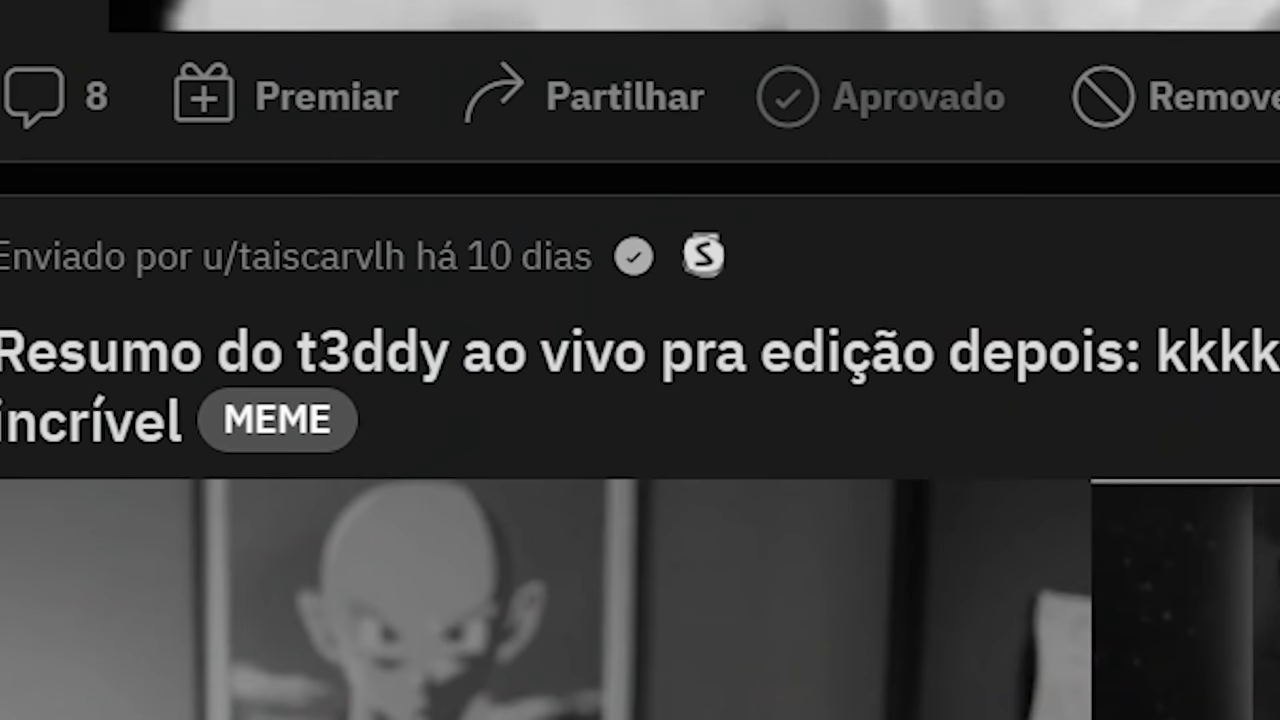 8 Premiar Partilhar Aprovado Remove
Enviado por u/taiscarvlh há 10 dias
Resumo do t3ddy ao vivo pra edição depois: kkkk
incrível MEME